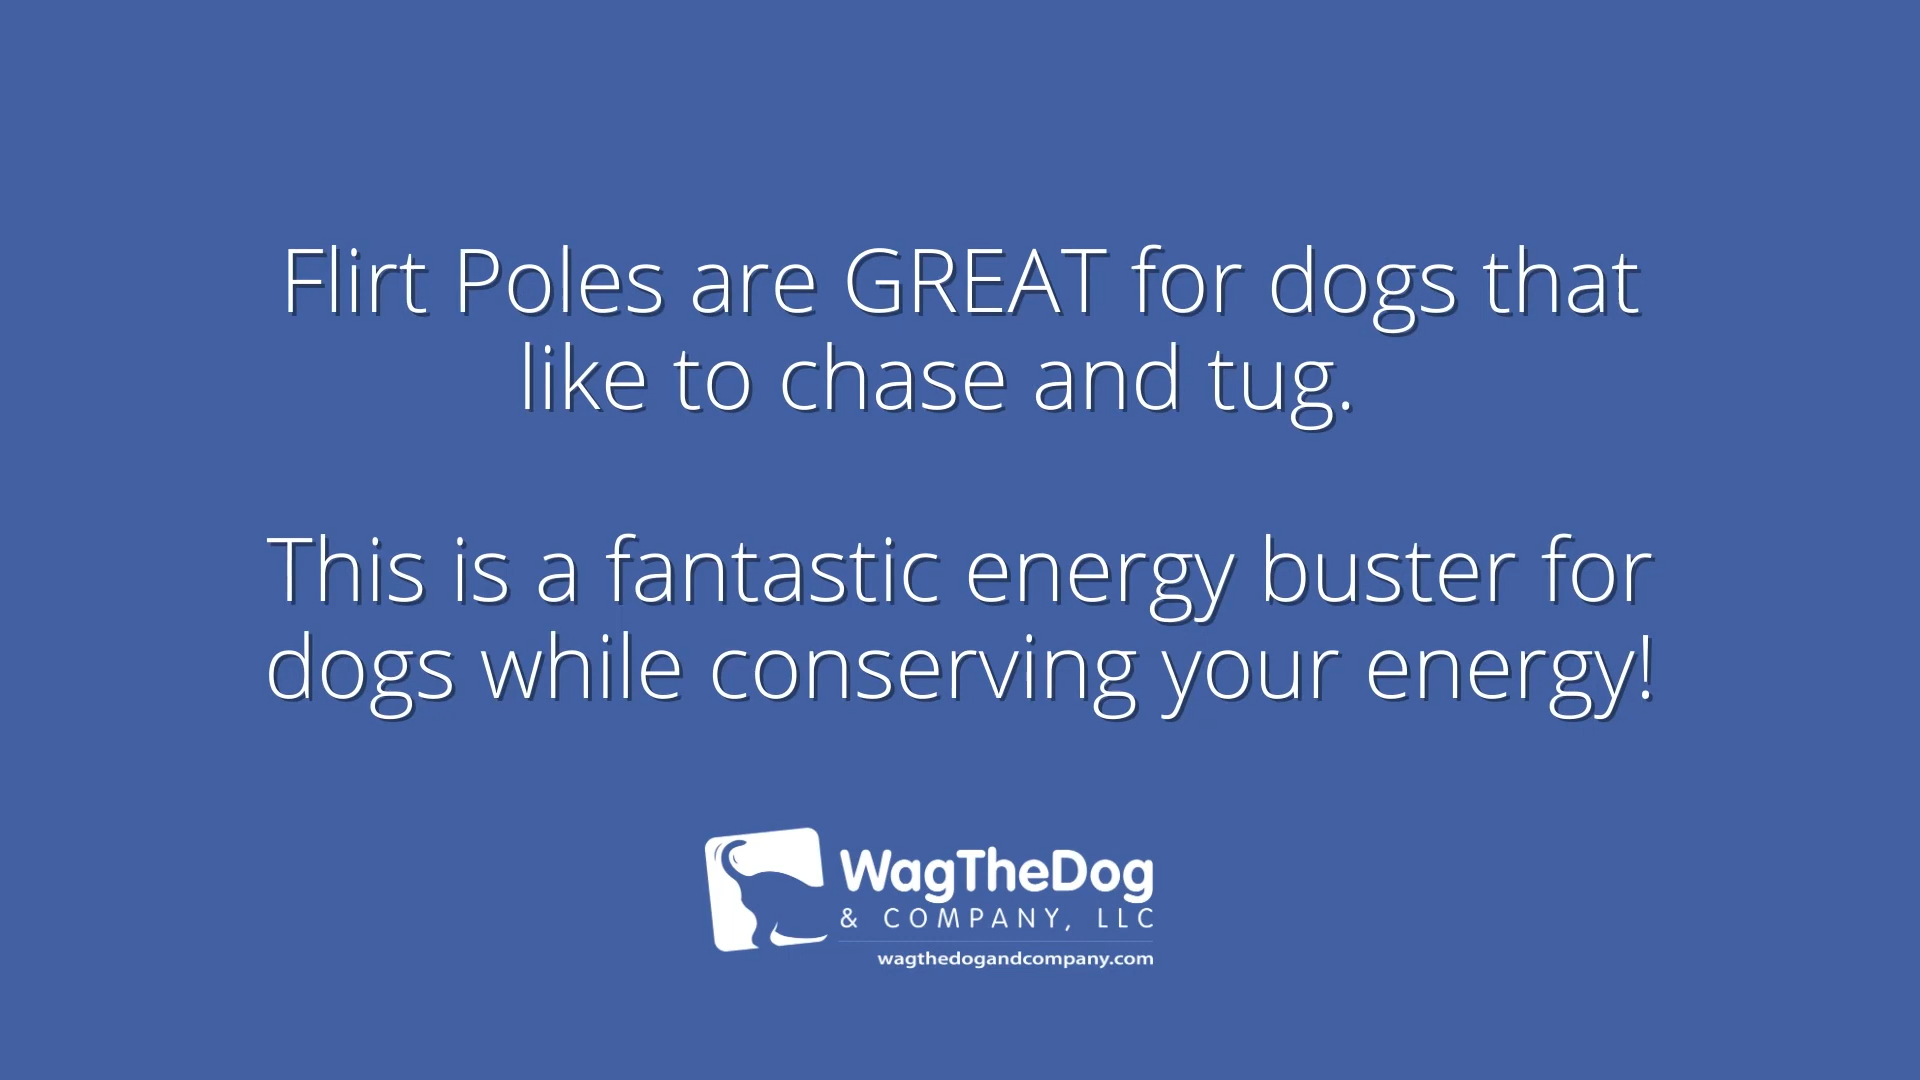 Flirt Poles are GREAT for dogs that
like to chase and tug.
This is a fantastic energy buster for
dogs while conserving your energy!
WagTheDog
& COMPANY, LLC
wagthedogandcompany.com